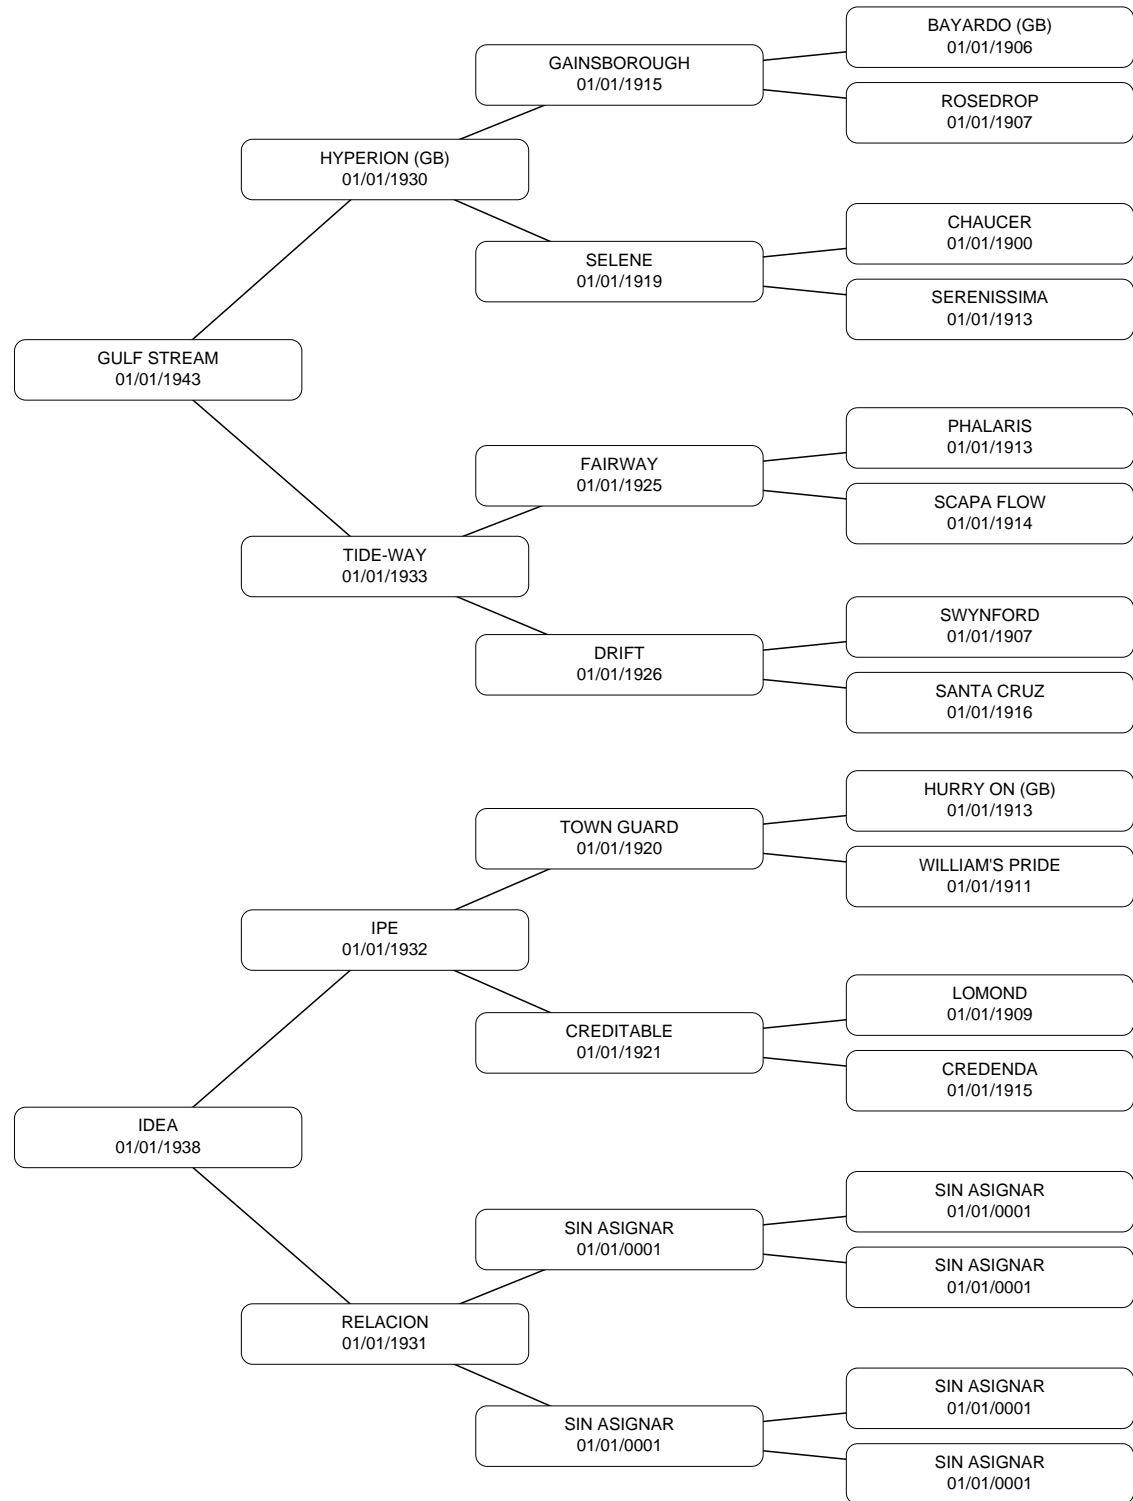 BAYARDO (GB)
01/01/1906
GAINSBOROUGH
01/01/1915
ROSEDROP
01/01/1907
HYPERION (GB)
01/01/1930
CHAUCER
01/01/1900
SELENE
01/01/1919
SERENISSIMA
01/01/1913
GULF STREAM
01/01/1943
PHALARIS
01/01/1913
FAIRWAY
01/01/1925
SCAPA FLOW
01/01/1914
TIDE-WAY
01/01/1933
SWYNFORD
01/01/1907
DRIFT
01/01/1926
SANTA CRUZ
01/01/1916
HURRY ON (GB)
01/01/1913
TOWN GUARD
01/01/1920
WILLIAM'S PRIDE
01/01/1911
IPE
01/01/1932
LOMOND
01/01/1909
CREDITABLE
01/01/1921
CREDENDA
01/01/1915
IDEA
01/01/1938
SIN ASIGNAR
01/01/0001
SIN ASIGNAR
01/01/0001
SIN ASIGNAR
01/01/0001
RELACION
01/01/1931
SIN ASIGNAR
01/01/0001
SIN ASIGNAR
01/01/0001
SIN ASIGNAR
01/01/0001